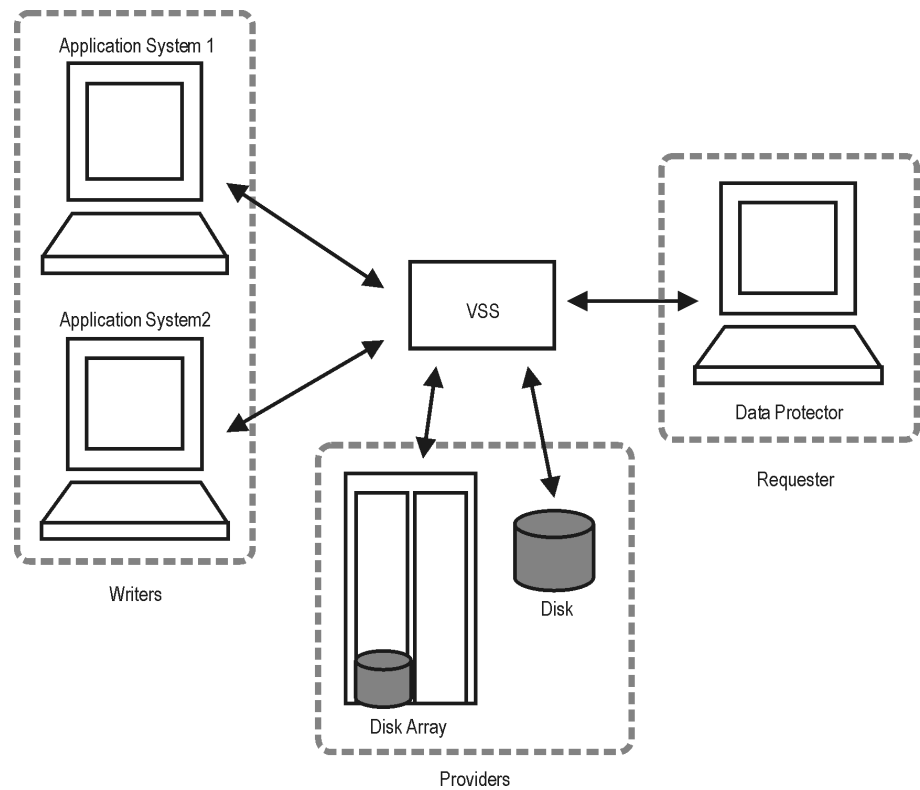 Application System 1
Application System2
Writers
VSS
Data Protector
Requester
Disk
Disk Array
Providers